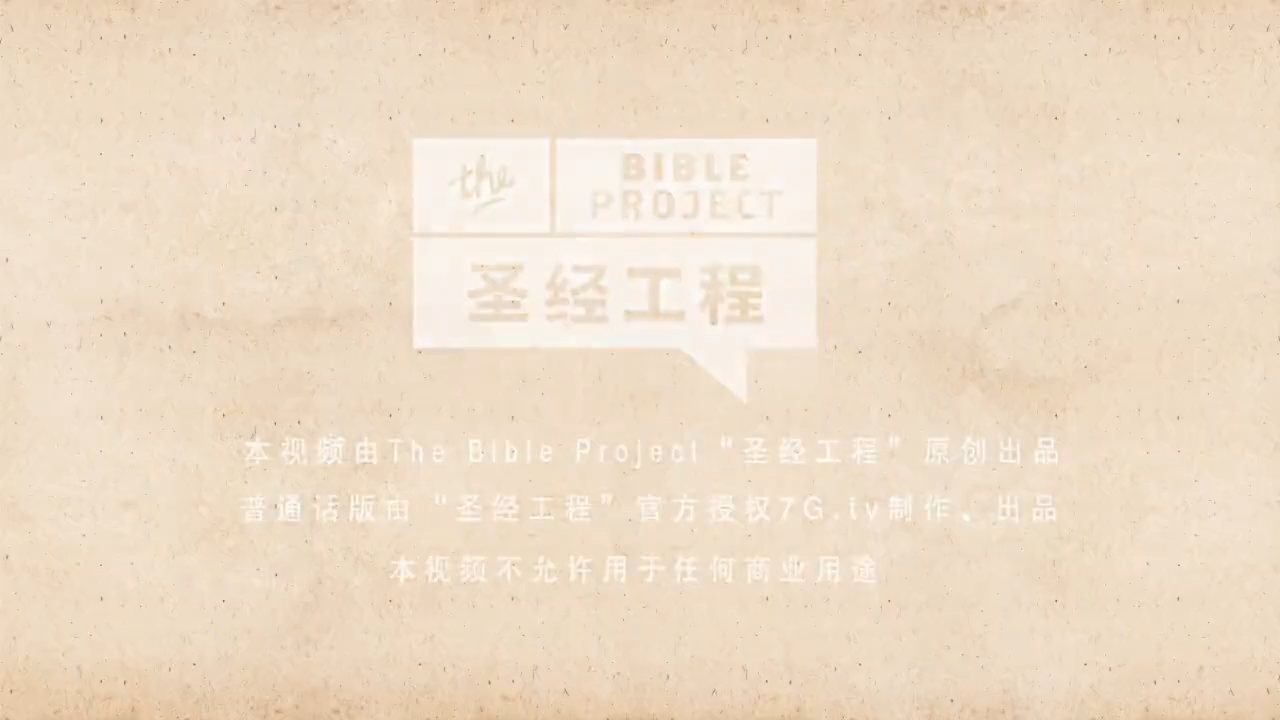 the
BIBLE
PROJECT
圣经工程
本视频由The Bible Project“圣经工程”原创出品
普通话版由“圣经工程”官方授权7G.tv制作、出品
本视频不允许用于任何商业用途